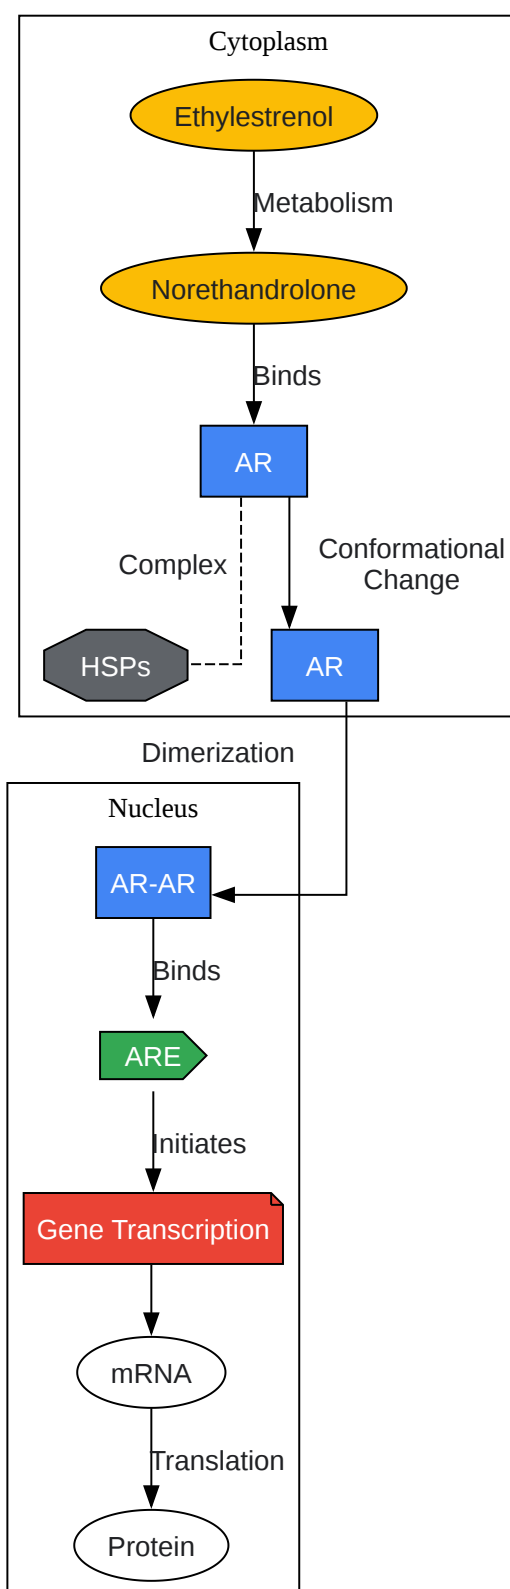 Cytoplasm
Ethylestrenol
Metabolism
Norethandrolone
Binds
AR
Complex
Conformational
Change
HSPs
AR
Dimerization
Nucleus
AR-AR
Binds
ARE
Initiates
Gene Transcription
mRNA
Translation
Protein